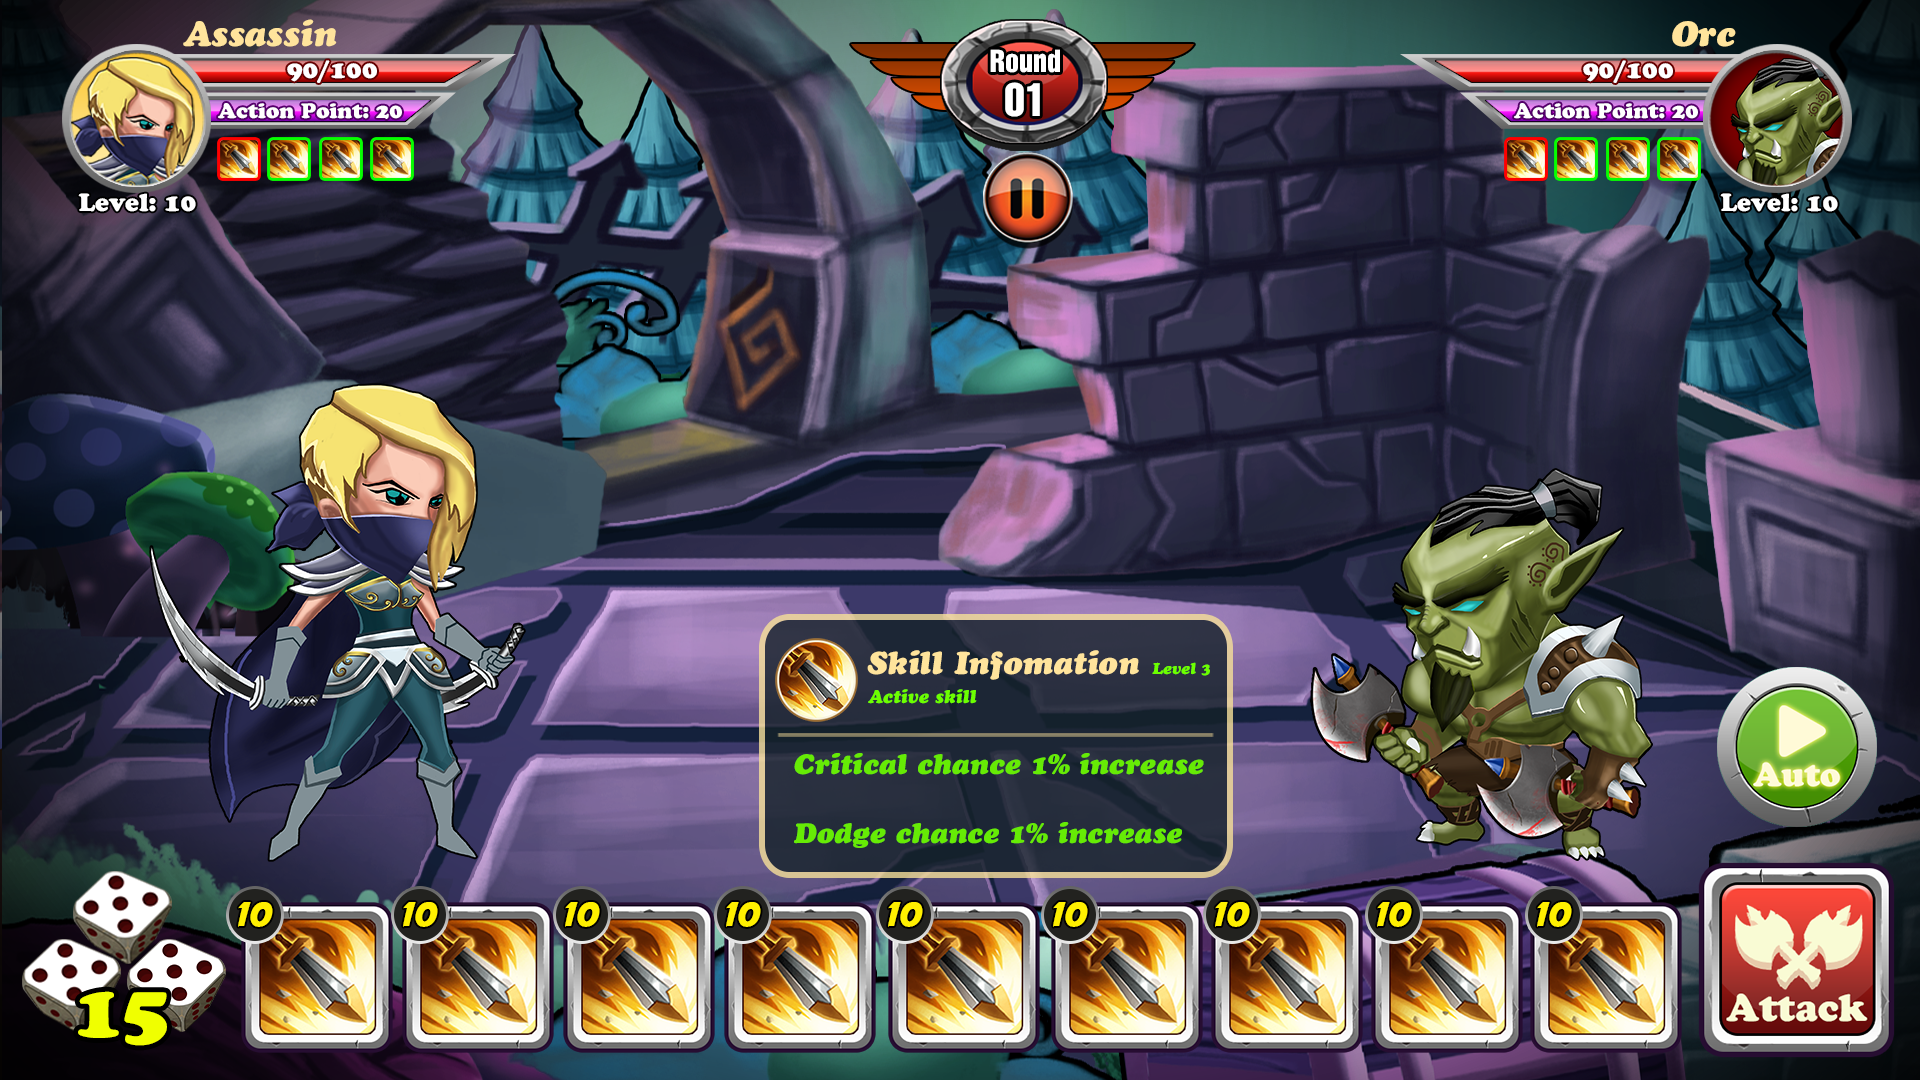 Assassin
90/100
Action Point: 20
Level: 10
Round
01
Orc
90/100
Action Point: 20
Level: 10
Skill Infomation Level 3
Active skill
Critical chance 1% increase
Dodge chance 1% increase
Auto
15
10 10 10 10 10 10 10 10 10
Attack